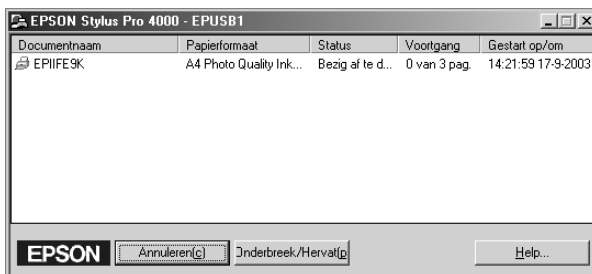 EPSON Stylus Pro 4000 - EPUSB1
Documentnaam Papierformaat Status Voortgang Gestart op/om
EPIIFE9K A4 Photo Quality Ink... Bezig af te d... 0 van 3 pag. 14:21:59 17-9-2003
EPSON Annuleren(c) Onderbreek/Hervat(p Help...